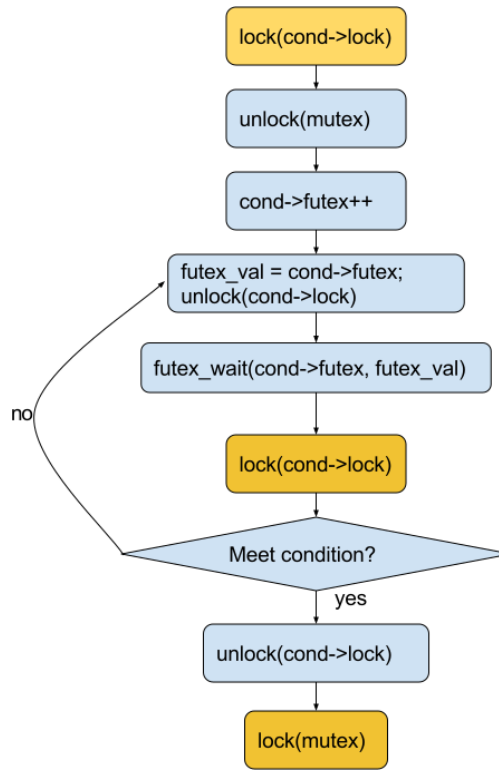 lock(cond->lock)
unlock(mutex)
cond->futex++
futex_val = cond->futex;
unlock(cond->lock)
futex_wait(cond->futex, futex_val)
no
lock(cond->lock)
Meet condition?
yes
unlock(cond->lock)
lock(mutex)